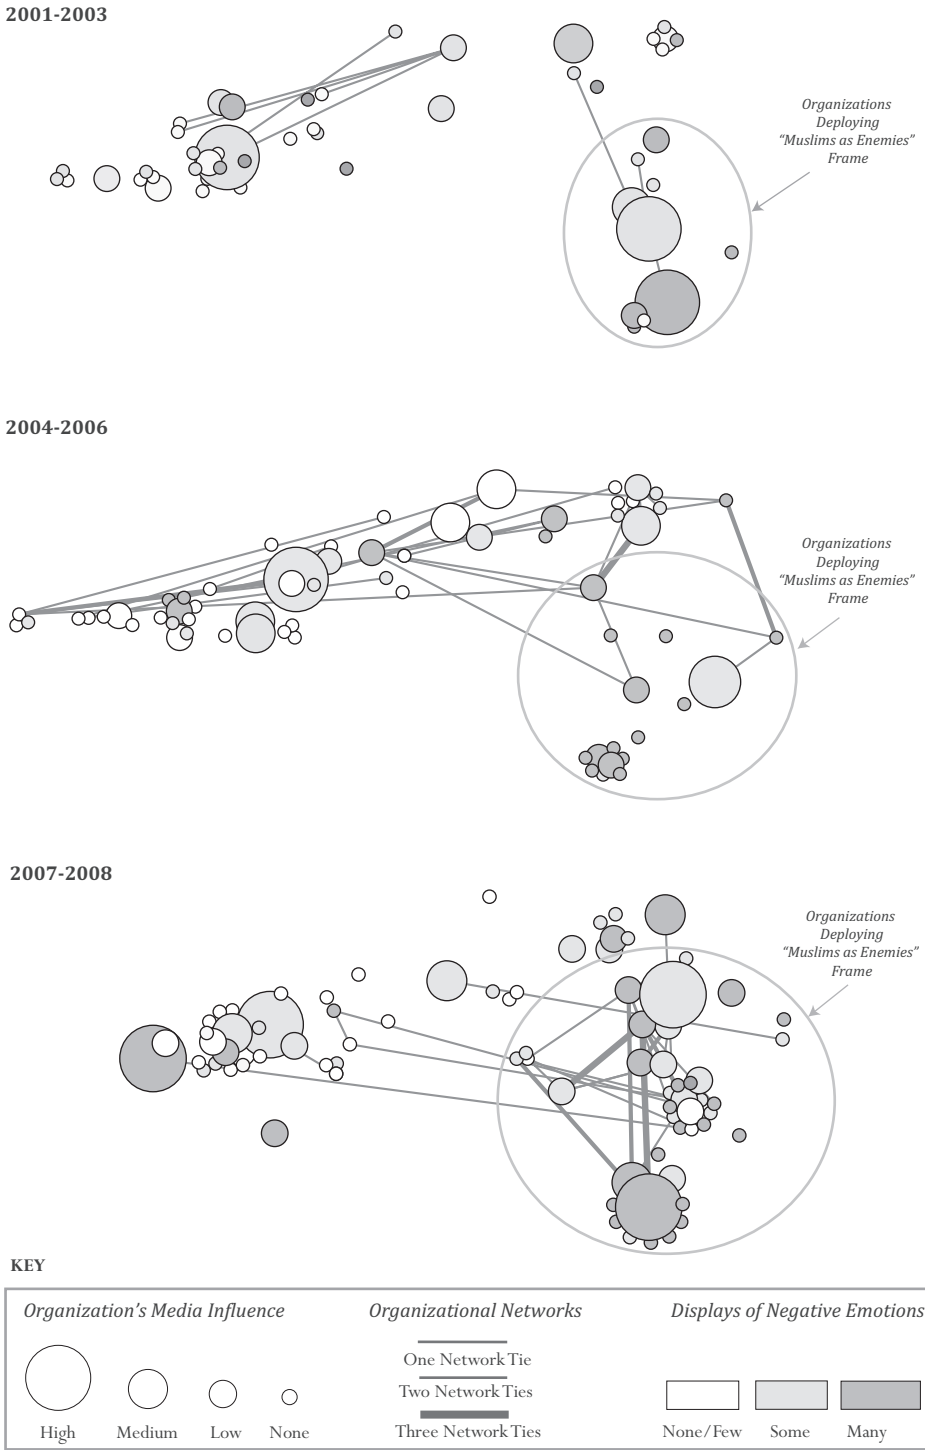 2001-2003
Organizations
Deploying
“Muslims as Enemies”
Frame
2004-2006
Organizations
Deploying
“Muslims as Enemies”
Frame
2007-2008
Organizations
Deploying
“Muslims as Enemies”
Frame
KEY
Organization’s Media Influence
Organizational Networks
Displays of Negative Emotions
One Network Tie
Two Network Ties
Three Network Ties
High Medium Low None
None/Few Some Many